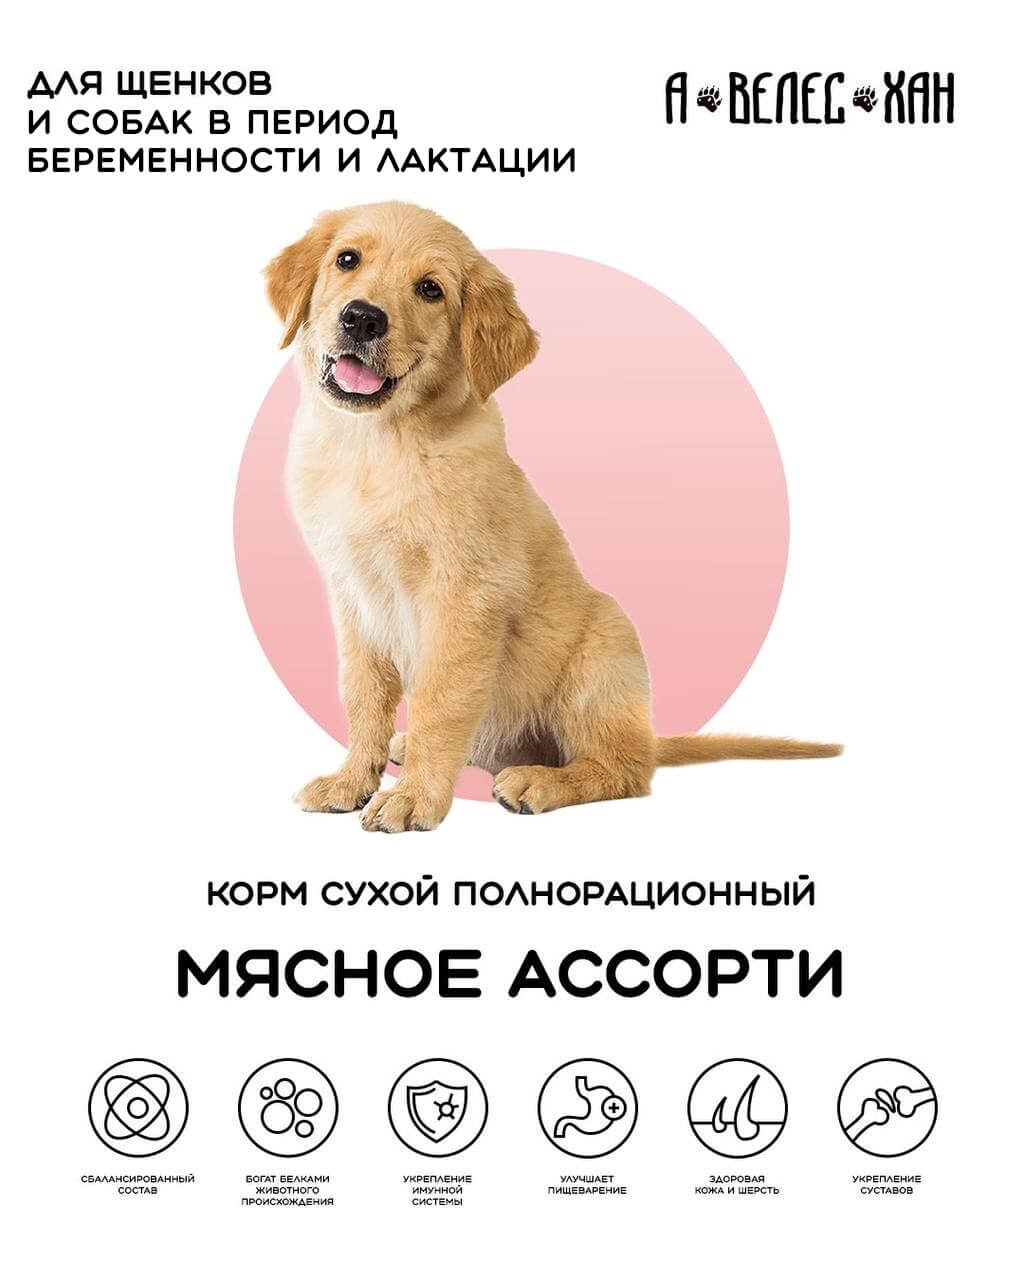 ДЛЯ ЩЕНКОВ
И СОБАК В ПЕРИОД
БЕРЕМЕННОСТИ И ЛАКТАЦИИ
А ВЕЛЕС ХАН
КОРМ СУХОЙ ПОЛНОРАЦИОННЫЙ
МЯСНОЕ АССОРТИ
СБАЛАНСИРОВАННЫЙ
СОСТАВ
БОГАТ БЕЛКАМИ
ЖИВОТНОГО
ПРОИСХОЖДЕНИЯ
УКРЕПЛЕНИЕ
ИМУННОЙ
СИСТЕМЫ
УЛУЧШАЕТ
ПИЩЕВАРЕНИЕ
ЗДОРОВАЯ
КОЖА И ШЕРСТЬ
УКРЕПЛЕНИЕ
СУСТАВОВ